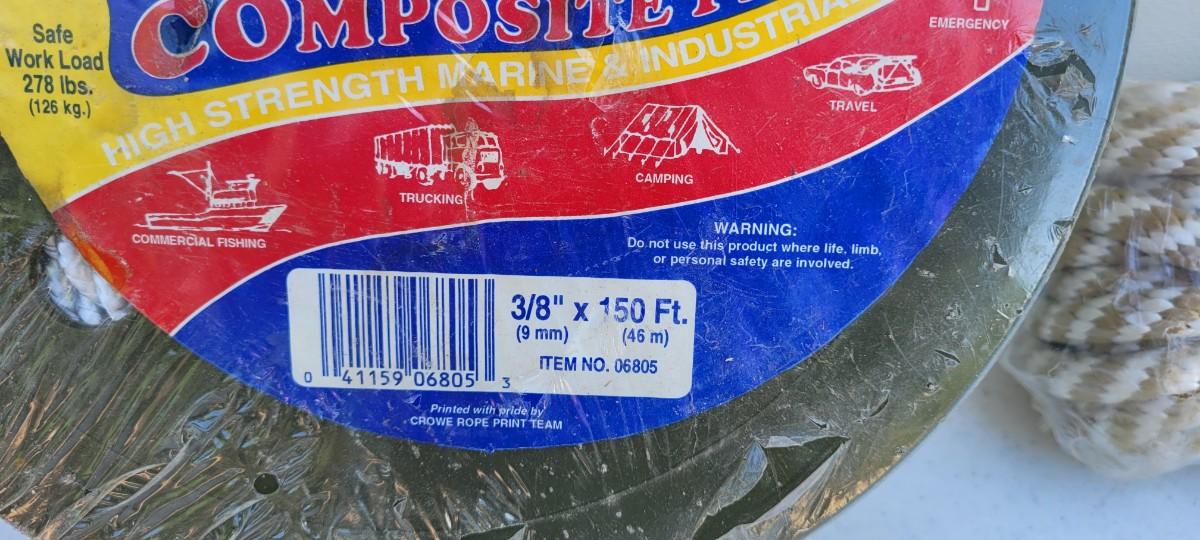 Safe
Work Load
278 lbs.
(126 kg.)
COMPOSITE
HIGH STRENGTH MARINE & INDUSTRIAL
EMERGENCY
TRAVEL
CAMPING
TRUCKING
COMMERCIAL FISHING
WARNING:
Do not use this product where life, limb,
or personal safety are involved.
3/8" x 150 Ft.
(9 mm) (46 m)
ITEM NO. 06805
0 41159 06805 3
Printed with pride by
CROWE ROPE PRINT TEAM